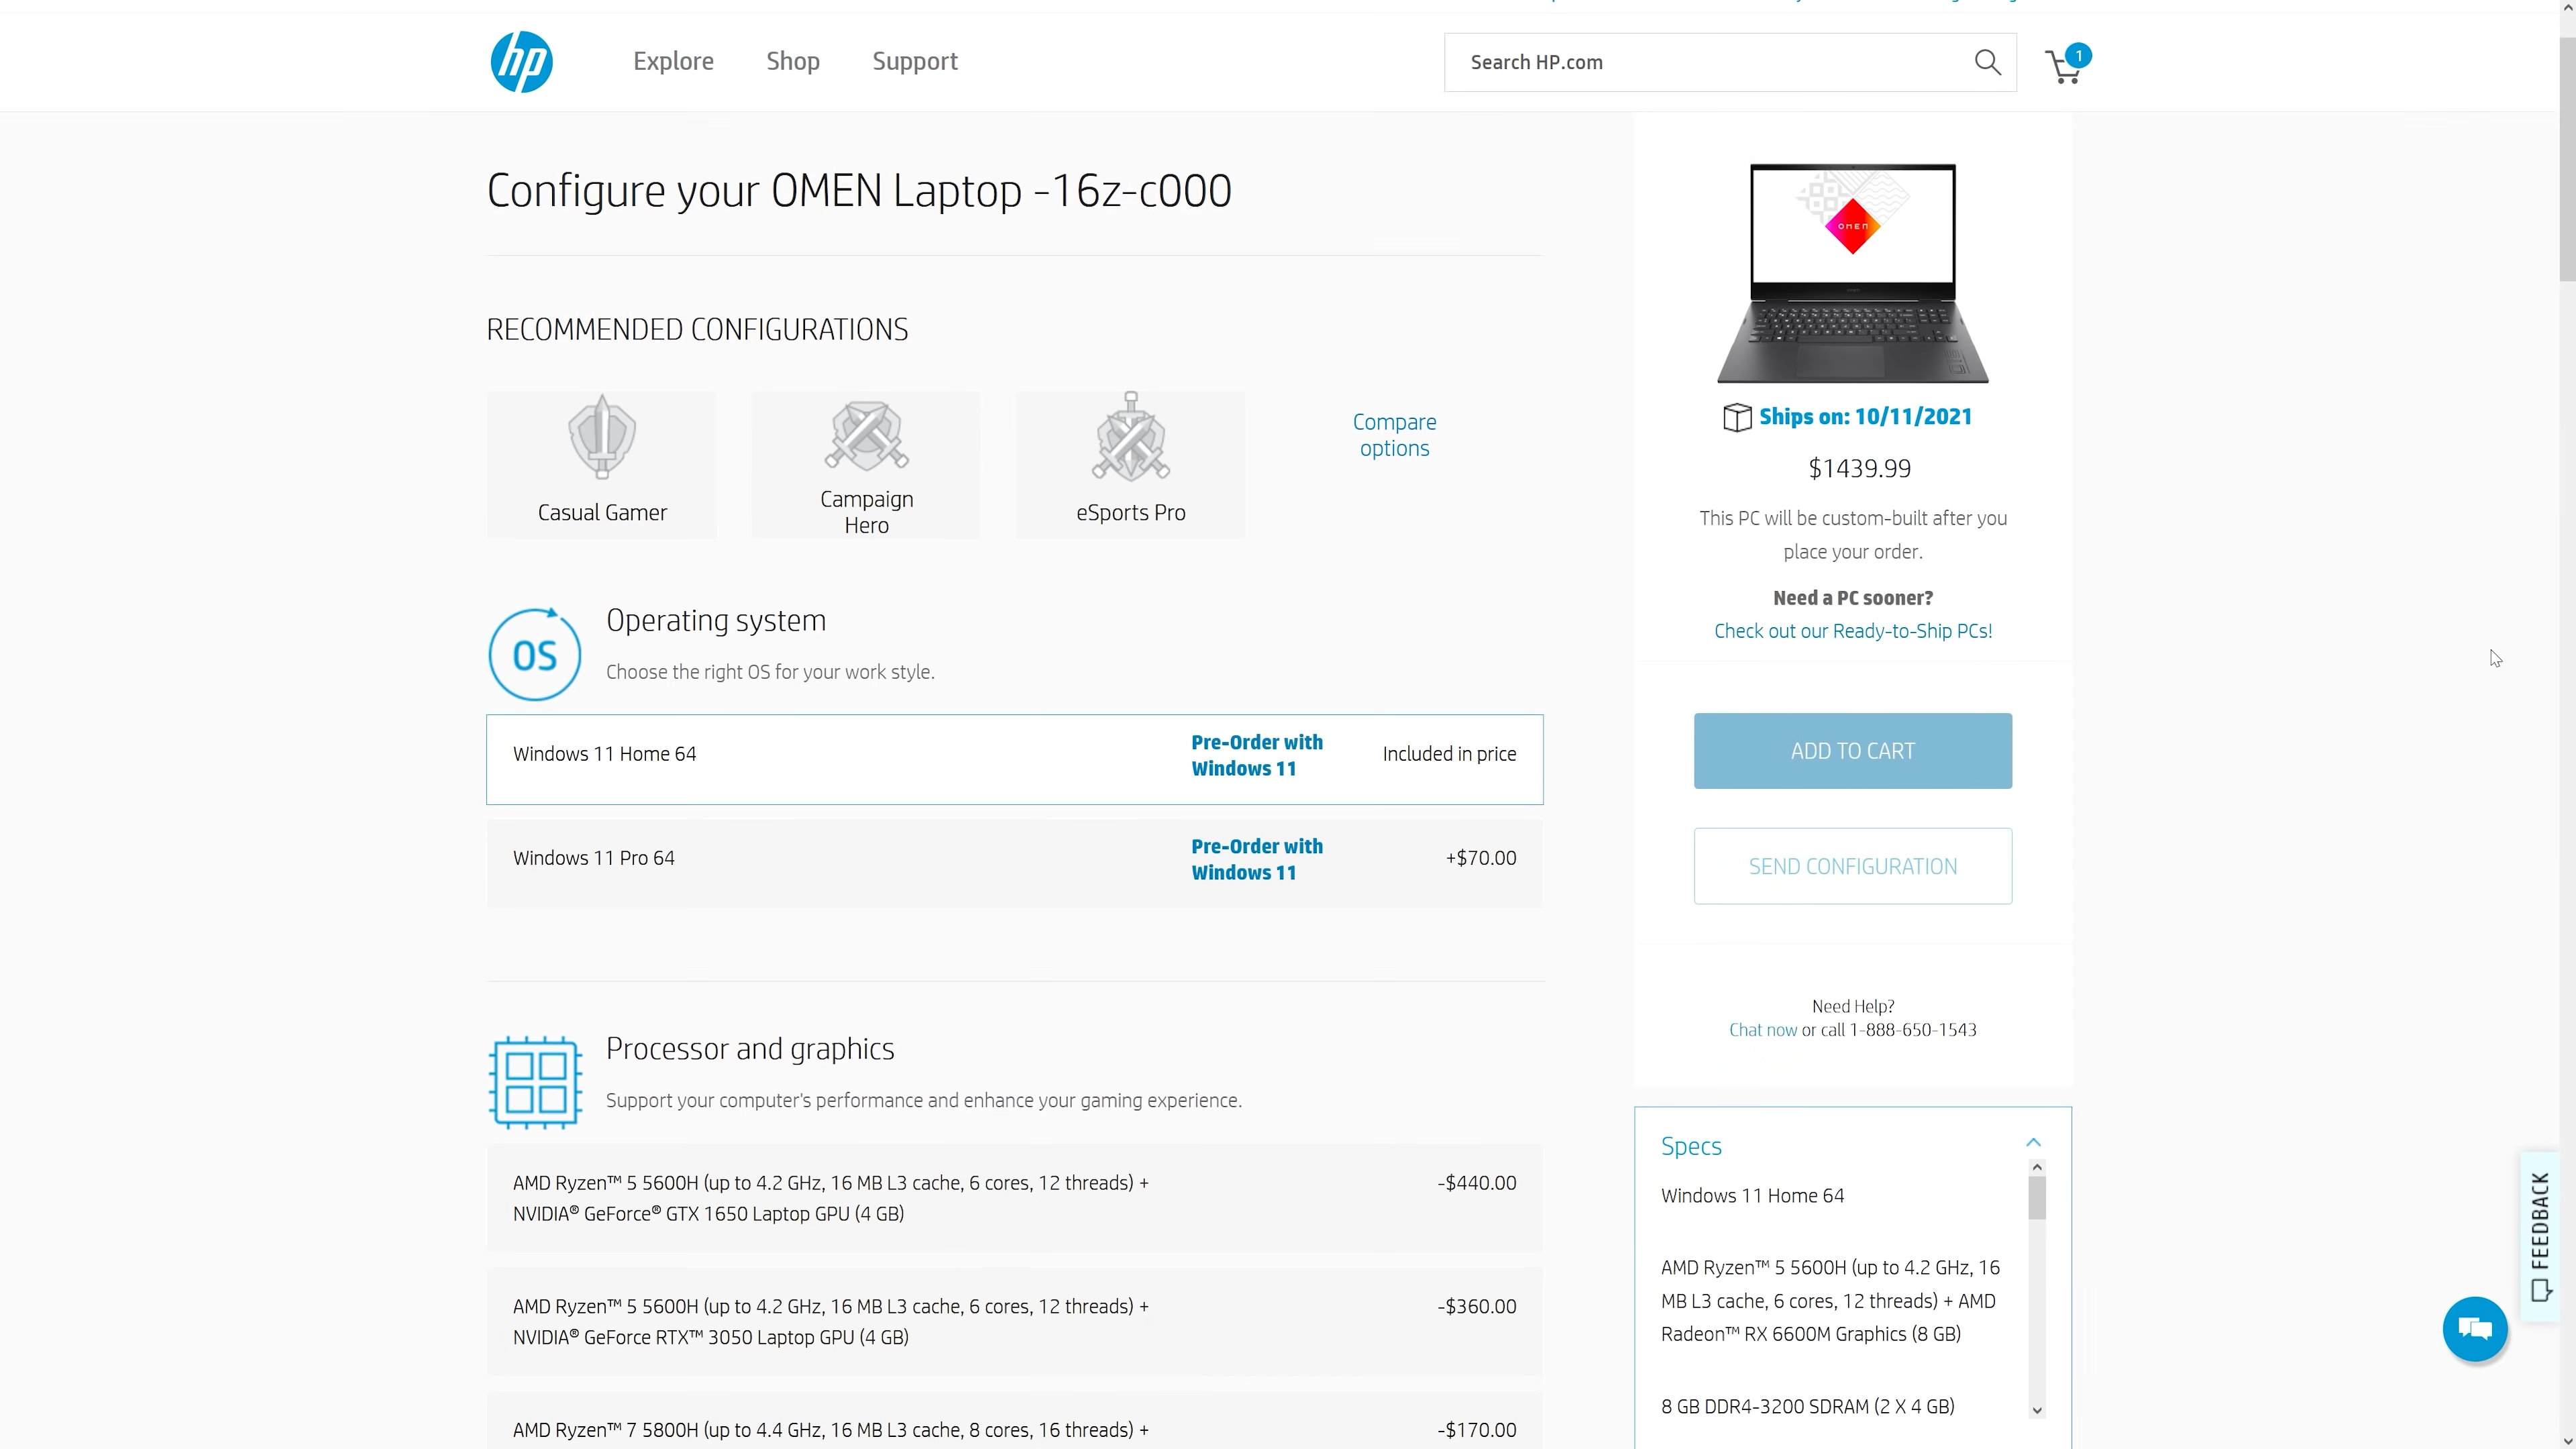 hp
Explore
Shop
Support
Search HP.com
1
Configure your OMEN Laptop -16z-c000
RECOMMENDED CONFIGURATIONS
Casual Gamer
Campaign
Hero
eSports Pro
Compare
options
OS
Operating system
Choose the right OS for your work style.
Windows 11 Home 64
Pre-Order with
Windows 11
Included in price
Windows 11 Pro 64
Pre-Order with
Windows 11
+$70.00
Processor and graphics
Support your computer's performance and enhance your gaming experience.
AMD Ryzen™ 5 5600H (up to 4.2 GHz, 16 MB L3 cache, 6 cores, 12 threads) +
NVIDIA® GeForce® GTX 1650 Laptop GPU (4 GB)
-$440.00
AMD Ryzen™ 5 5600H (up to 4.2 GHz, 16 MB L3 cache, 6 cores, 12 threads) +
NVIDIA® GeForce RTX™ 3050 Laptop GPU (4 GB)
-$360.00
AMD Ryzen™ 7 5800H (up to 4.4 GHz, 16 MB L3 cache, 8 cores, 16 threads) +
-$170.00
OMEN
Ships on: 10/11/2021
$1439.99
This PC will be custom-built after you
place your order.
Need a PC sooner?
Check out our Ready-to-Ship PCs!
ADD TO CART
SEND CONFIGURATION
Need Help?
Chat now or call 1-888-650-1543
Specs
Windows 11 Home 64
AMD Ryzen™ 5 5600H (up to 4.2 GHz, 16
MB L3 cache, 6 cores, 12 threads) + AMD
Radeon™ RX 6600M Graphics (8 GB)
8 GB DDR4-3200 SDRAM (2 X 4 GB)
FEEDBACK